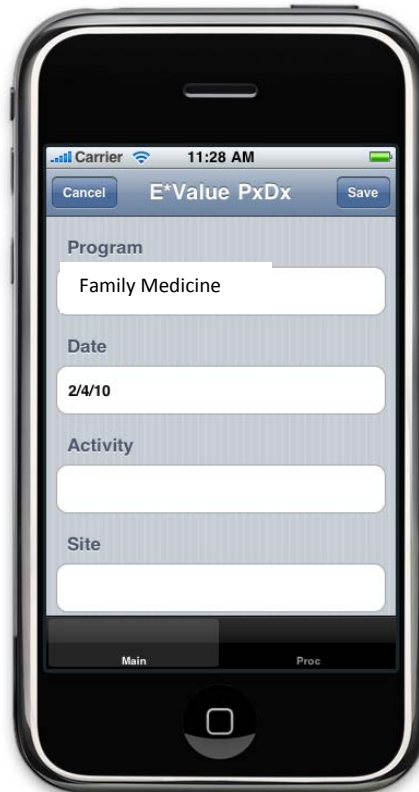 Carrier 11:28 AM
Cancel E*Value PxDx Save
Program
Family Medicine
Date
2/4/10
Activity
Site
Main Proc